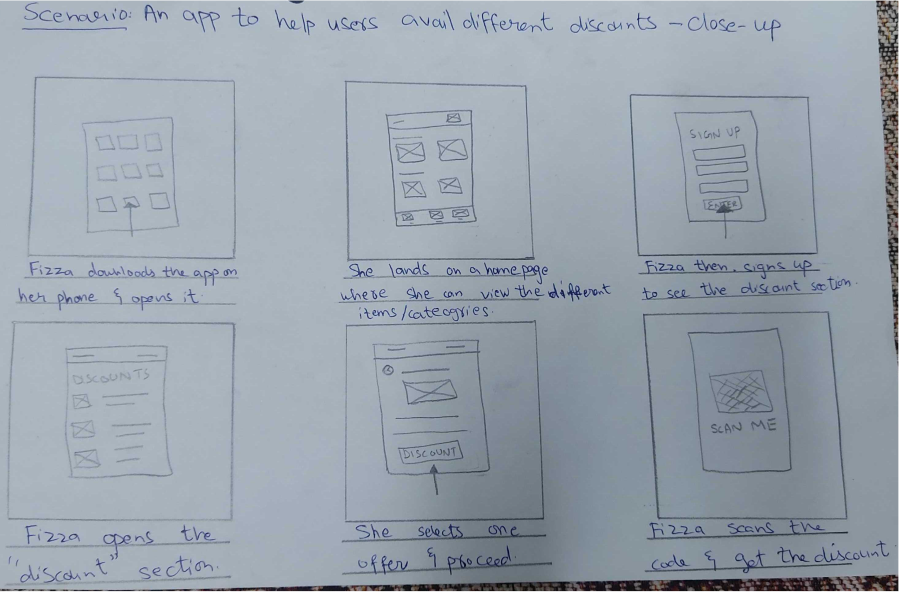 Scenario: An app to help users avail different discounts - Close-up
Fizza downloads the app on
her phone & opens it.
She lands on a homepage
where she can view the different
items/cateogries.
SIGN UP
ENTER
Fizza then signs up
to see the discount section.
DISCOUNTS
Fizza opens the
"discount" section.
DISCOUNT
She selects one
offer & proceed
SCAN ME
Fizza scans the
code & get the discount.